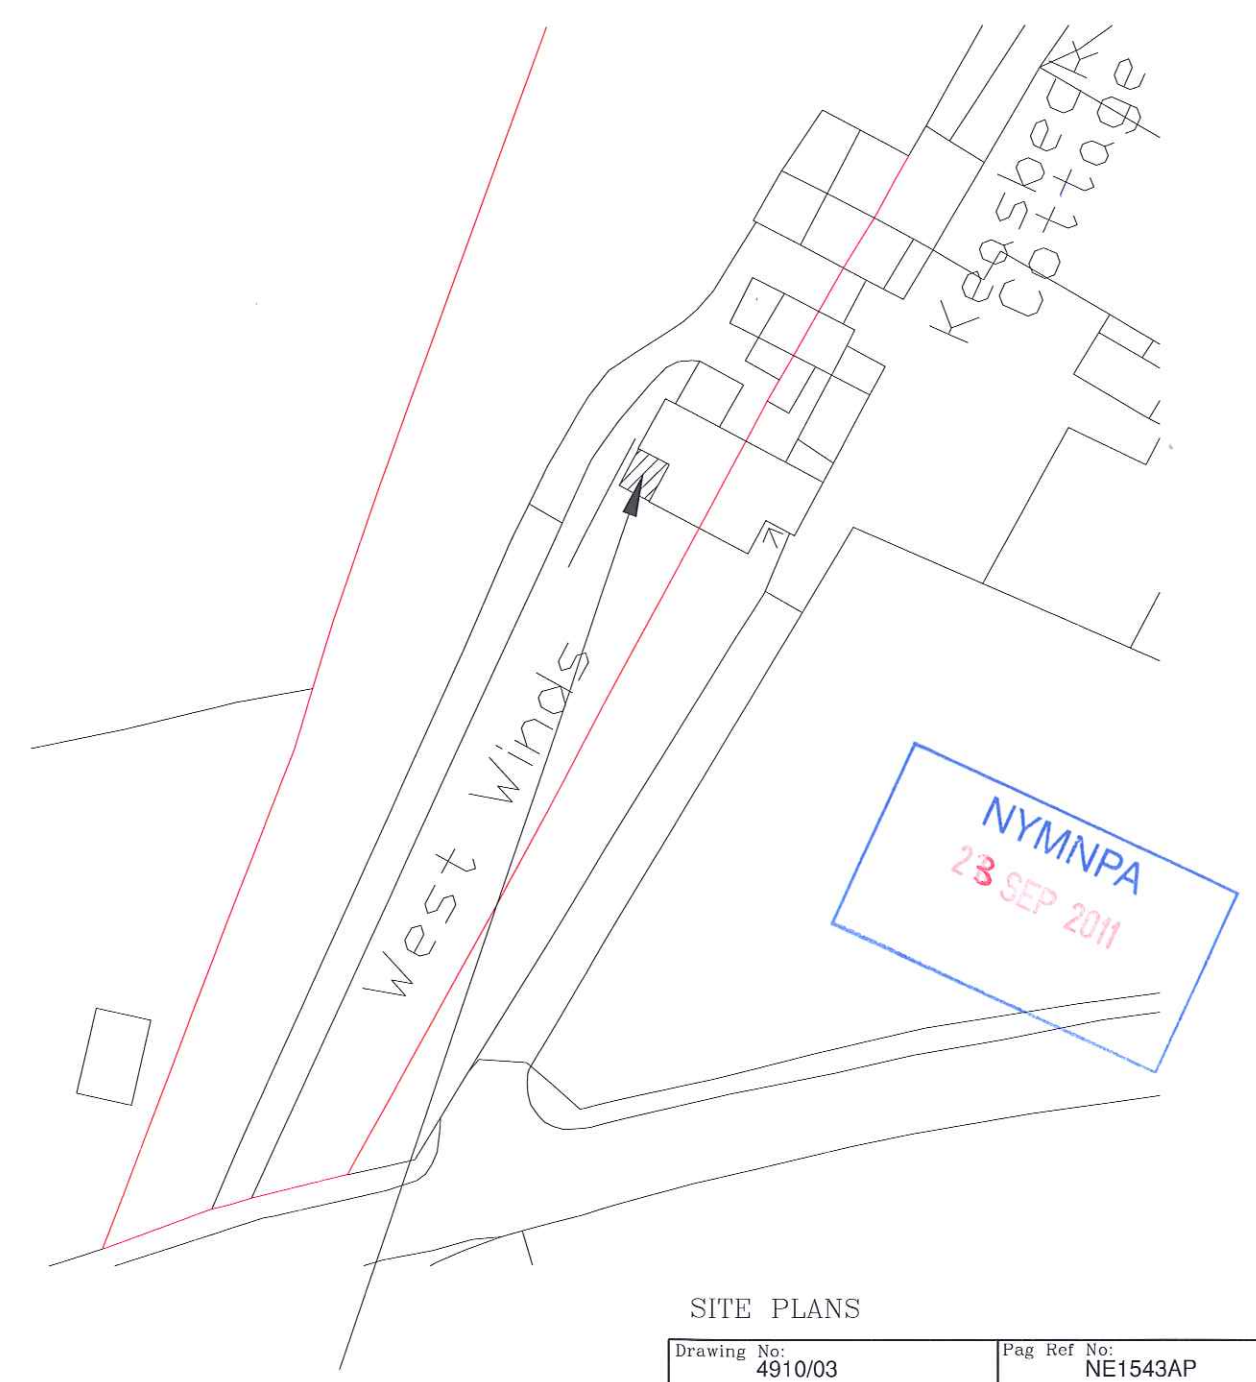 Keasbeck
Cottage
West Winds
NYMNPA
23 SEP 2011
SITE PLANS
Drawing No:
4910/03
Pag Ref No:
NE1543AP